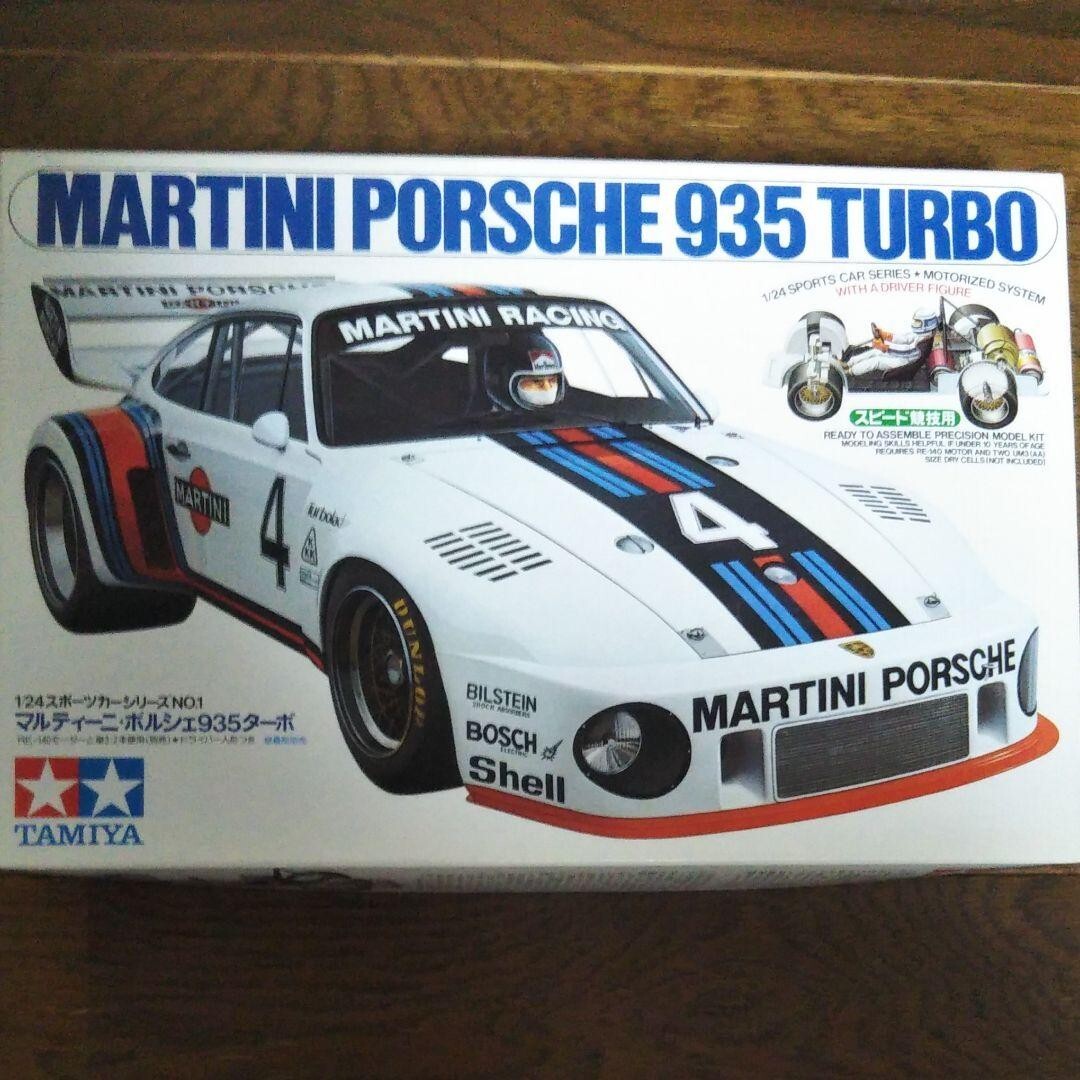 MARTINI PORSCHE 935 TURBO
1/24 SPORTS CAR SERIES ★ MOTORIZED SYSTEM
WITH A DRIVER FIGURE
スピード競技用
READY TO ASSEMBLE PRECISION MODEL KIT
MODELING SKILLS HELPFUL IF UNDER 10 YEARS OF AGE
REQUIRES RE-140 MOTOR AND TWO UM3 (AA)
SIZE DRY CELLS (NOT INCLUDED)
MARTINI PORSCHE
MARTINI RACING
MARTINI
4
4
DUNLOP
MARTINI PORSCHE
BILSTEIN
SHOCK ABSORBERS
BOSCH
ELECTRIC
Shell
1/24スポーツカーシリーズNO.1
マルティーニ・ポルシェ935ターボ
TAMIYA